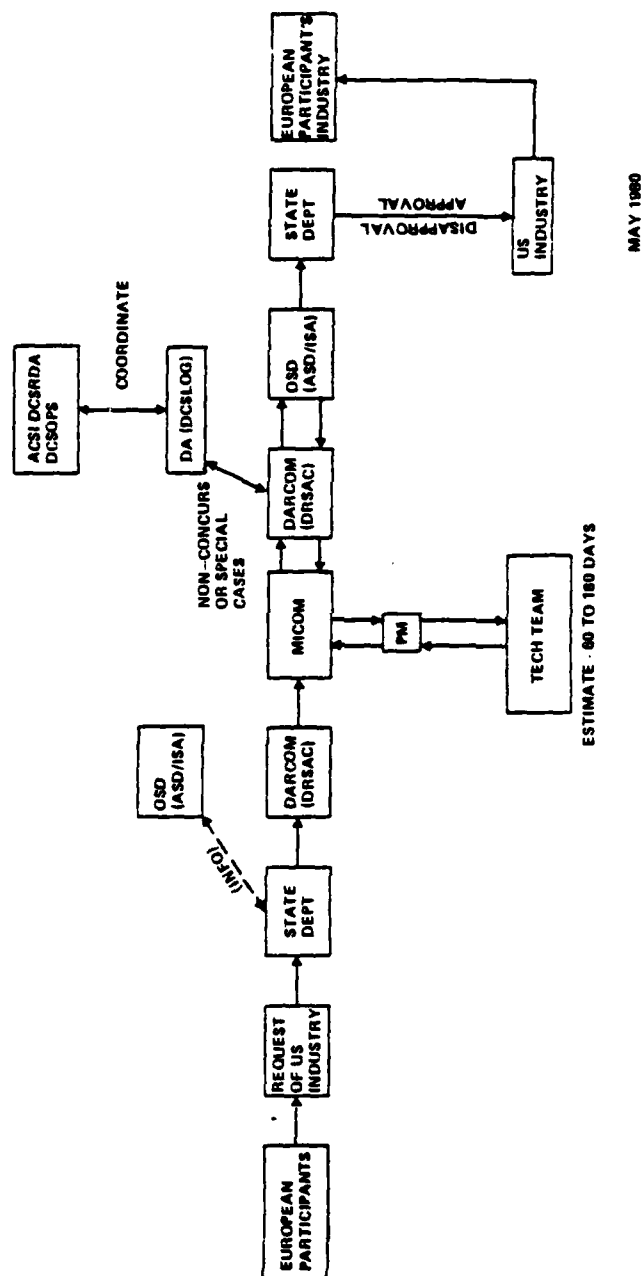 EUROPEAN
PARTICIPANTS
REQUEST
OF US
INDUSTRY
STATE
DEPT
(INFO)
OSD
(ASD/ISA)
DARCOM
(DRSAC)
MICOM
PM
TECH TEAM
ESTIMATE - 60 TO 180 DAYS
NON-CONCURS
OR SPECIAL
CASES
DARCOM
(DRSAC)
DA (DCSLOG)
COORDINATE
ACSI DCSRDA
DCSOPS
OSD
(ASD/ISA)
STATE
DEPT
DISAPPROVAL
APPROVAL
US
INDUSTRY
EUROPEAN
PARTICIPANT'S
INDUSTRY
MAY 1980